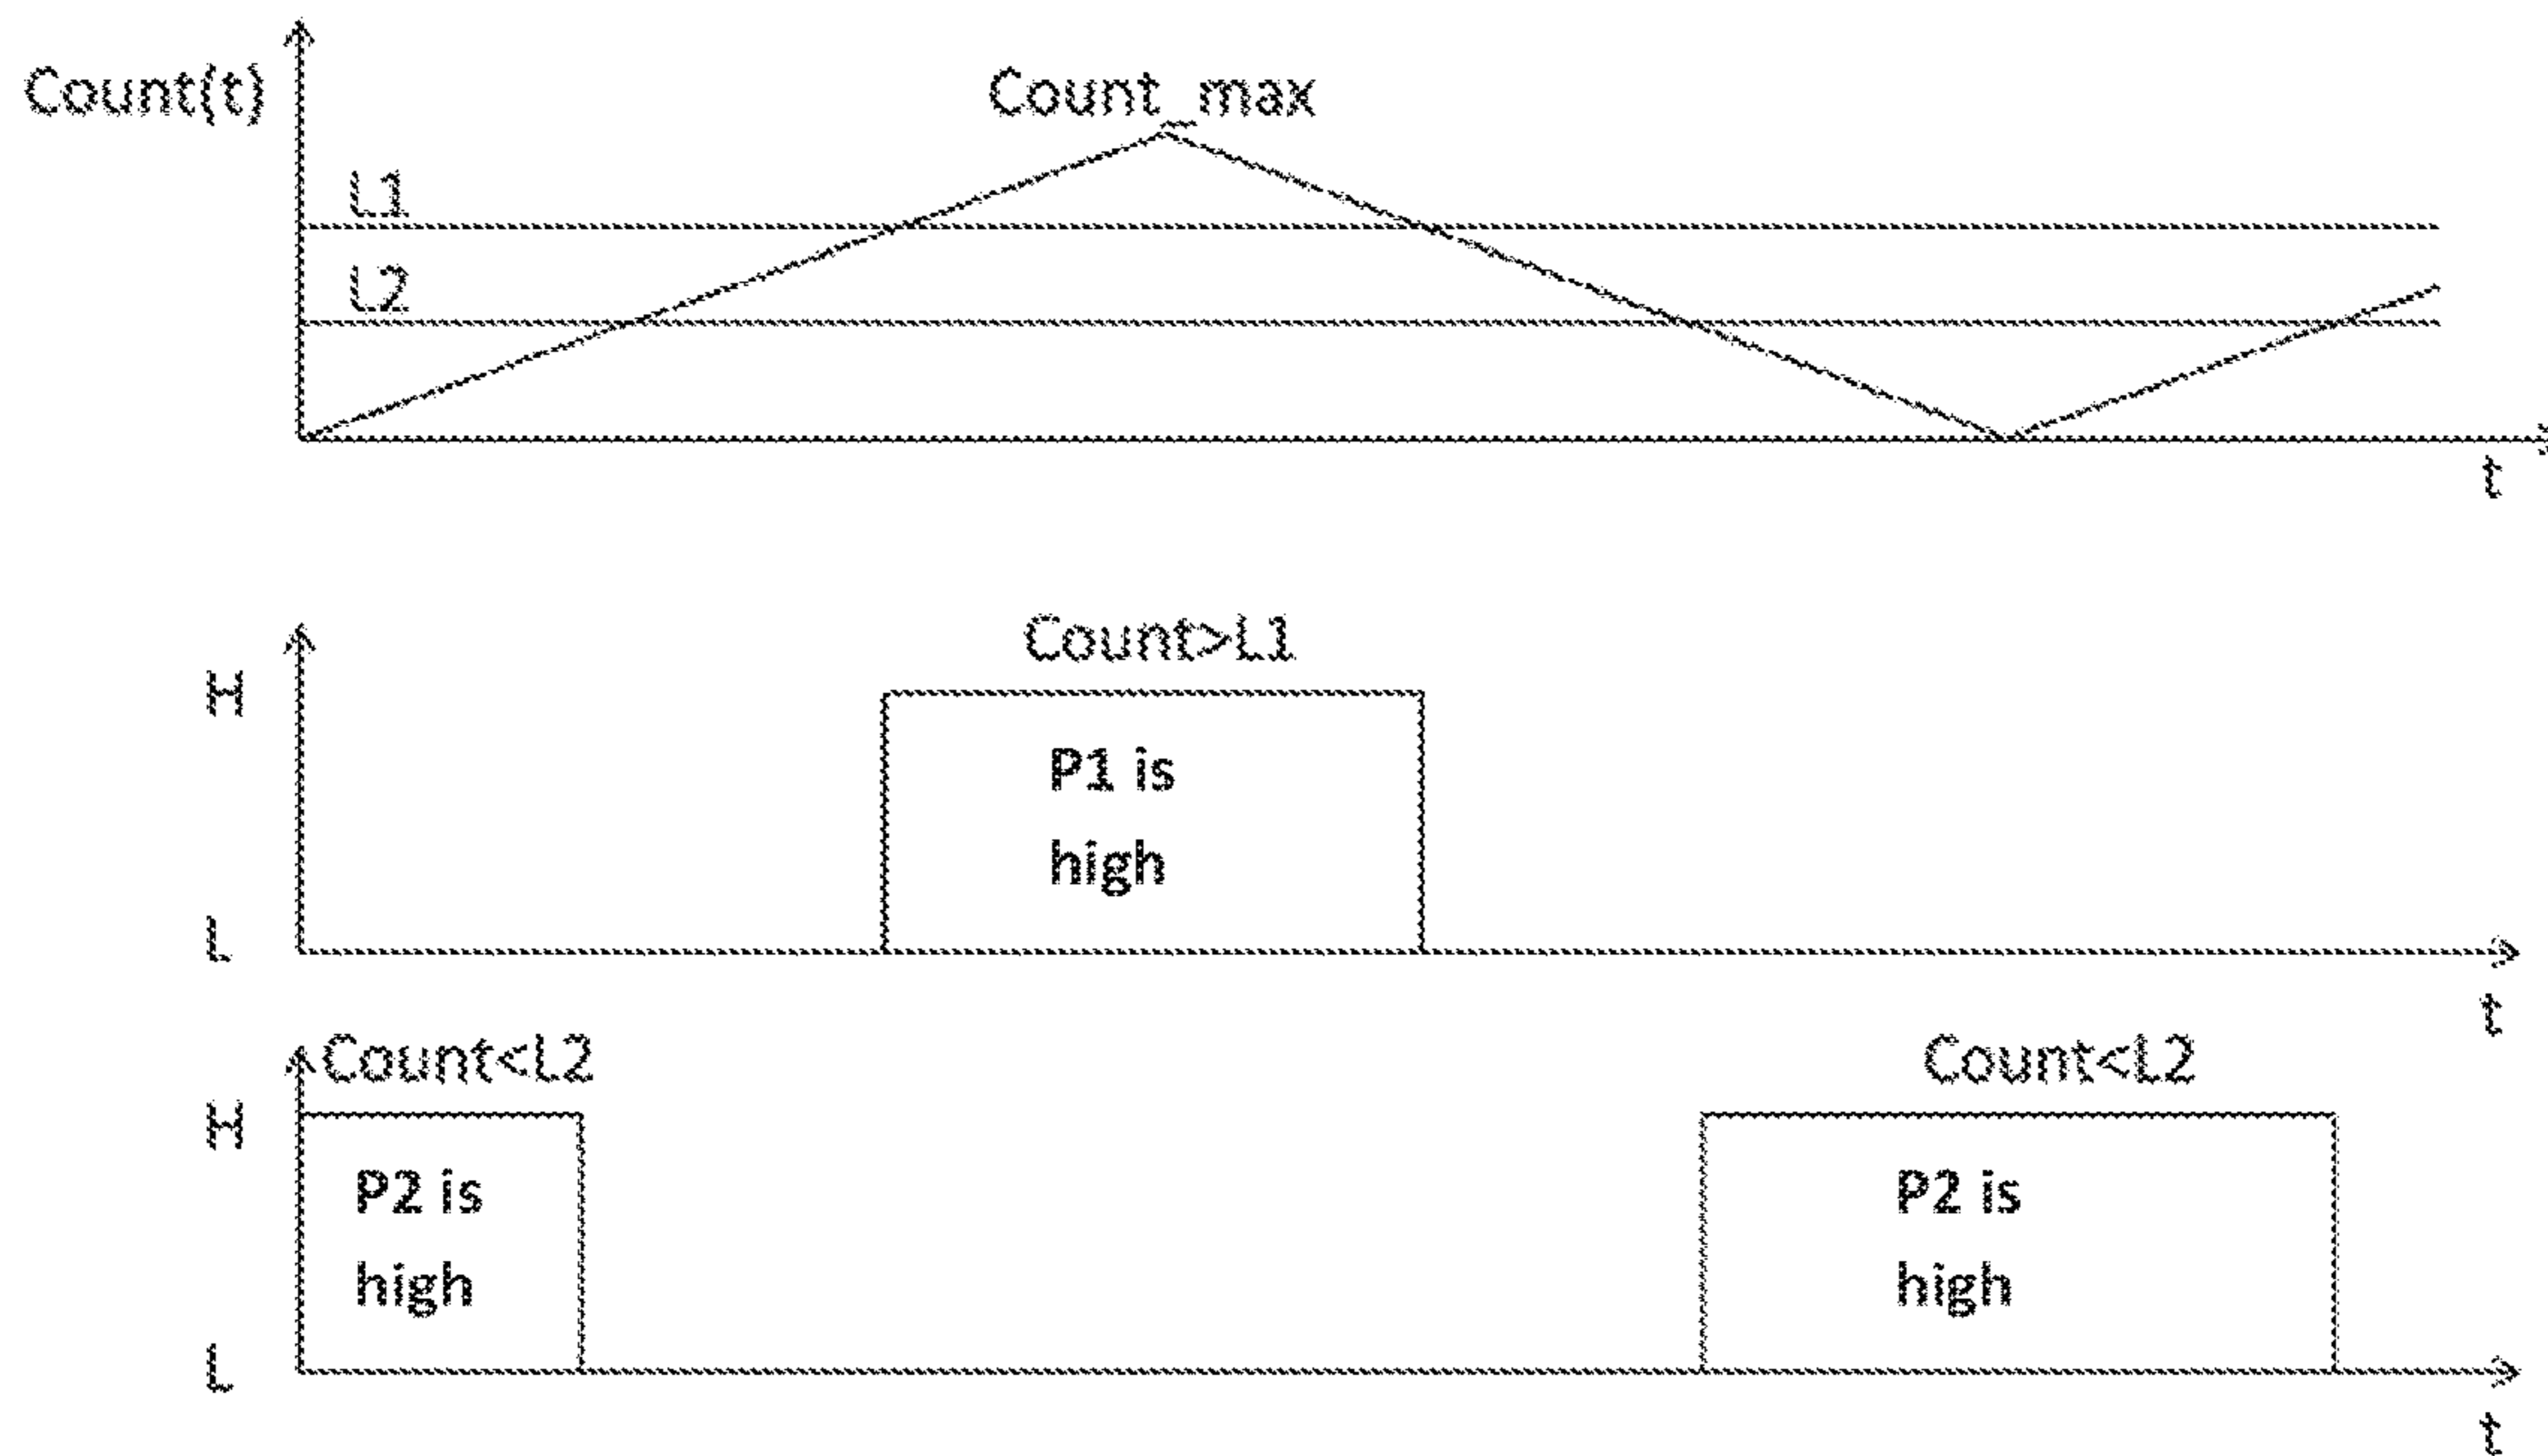 Count(t)
Count_max
L1
L2
t
Count>L1
H
P1 is
high
L
t
Count<L2
Count<L2
H
P2 is
high
P2 is
high
L
t